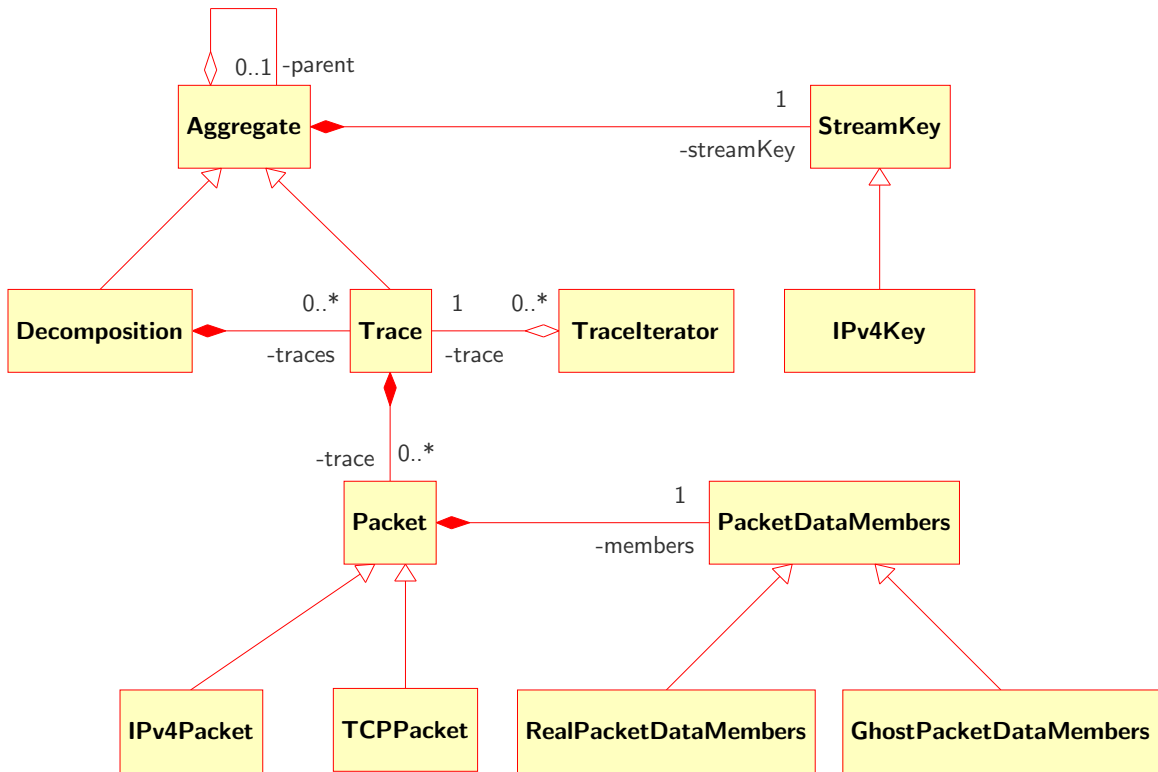 0..1
-parent
1
Aggregate
StreamKey
-streamKey
0..*
1
0..*
Decomposition
Trace
TraceIterator
IPv4Key
-traces
-trace
-trace
0..*
1
Packet
PacketDataMembers
-members
IPv4Packet
TCPPacket
RealPacketDataMembers
GhostPacketDataMembers